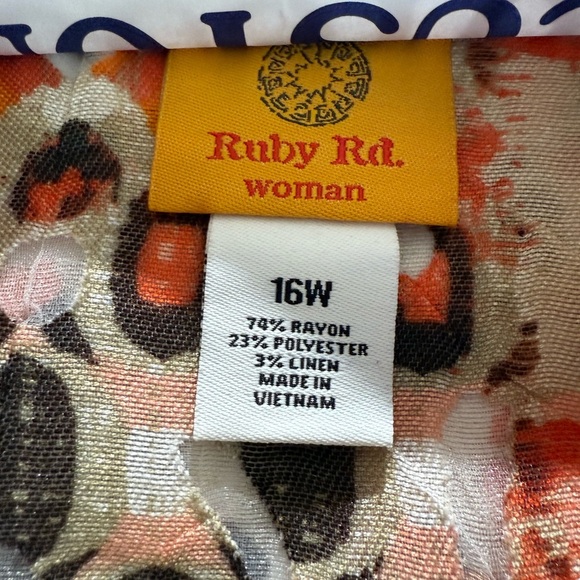 Ruby Rd.
woman
16W
74% RAYON
23% POLYESTER
3% LINEN
MADE IN
VIETNAM